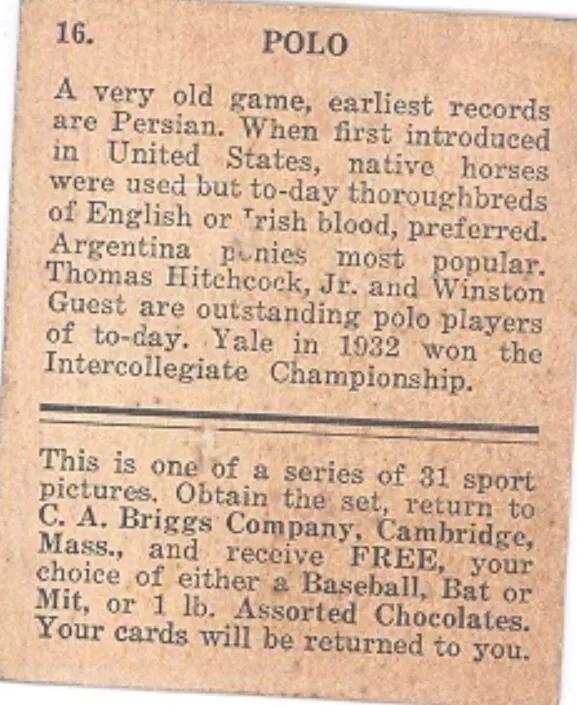 16.
POLO
A very old game, earliest records
are Persian. When first introduced
in United States, native horses
were used but to-day thoroughbreds
of English or Irish blood, preferred.
Argentina ponies most popular.
Thomas Hitchcock, Jr. and Winston
Guest are outstanding polo players
of to-day. Yale in 1932 won the
Intercollegiate Championship.
This is one of a series of 31 sport
pictures. Obtain the set, return to
C. A. Briggs Company, Cambridge,
Mass., and receive FREE, your
choice of either a Baseball, Bat or
Mit, or 1 lb. Assorted Chocolates.
Your cards will be returned to you.